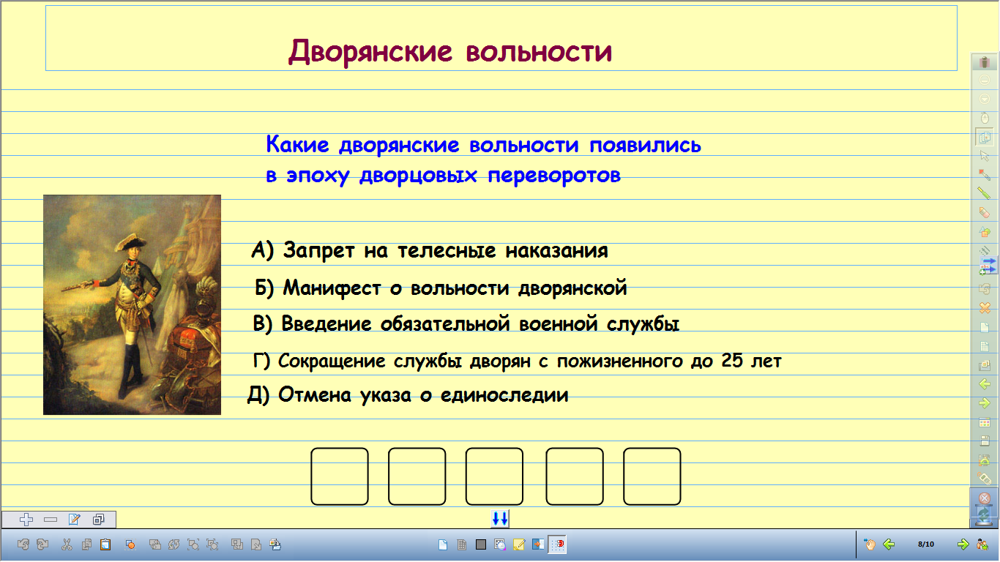 Дворянские вольности
Какие дворянские вольности появились
в эпоху дворцовых переворотов
А) Запрет на телесные наказания
Б) Манифест о вольности дворянской
В) Введение обязательной военной службы
Г) Сокращение службы дворян с пожизненного до 25 лет
Д) Отмена указа о единоследии
8/10